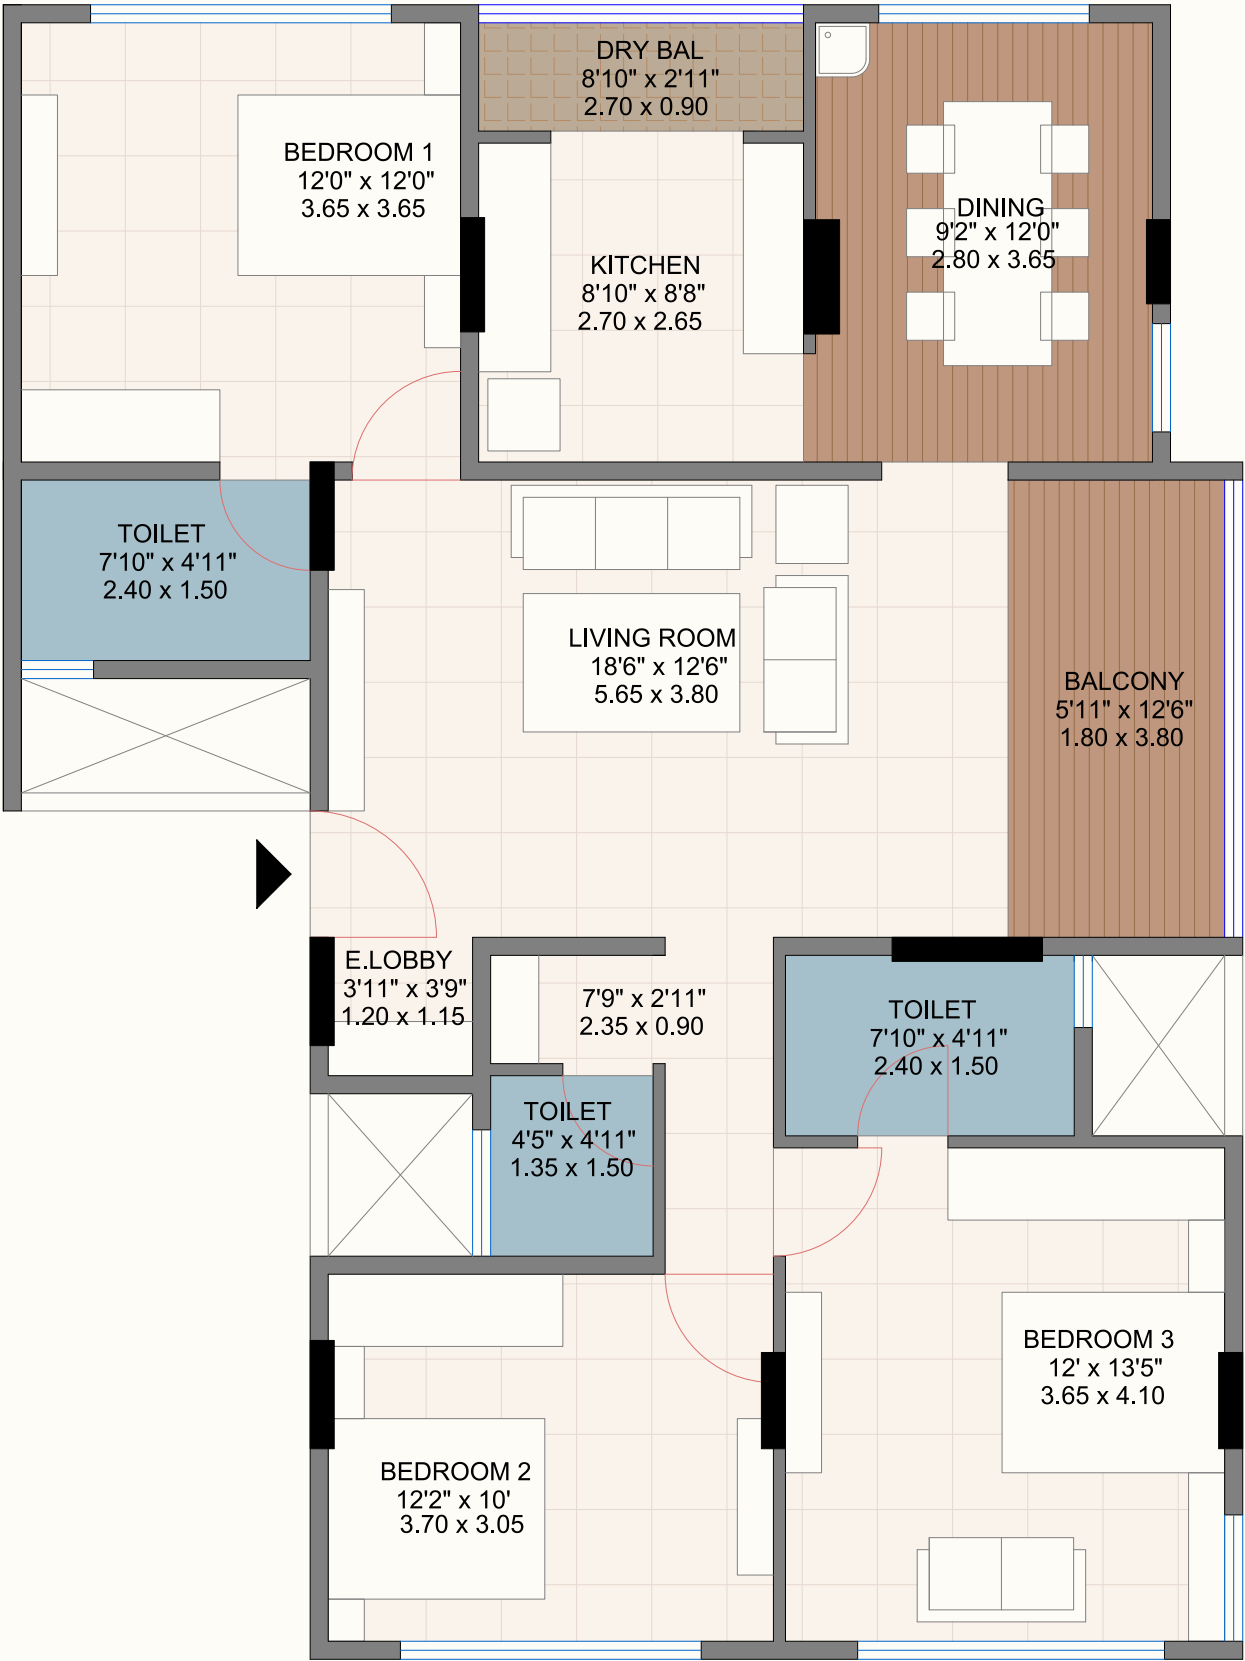 DRY BAL
8'10" x 2'11"
2.70 x 0.90
BEDROOM 1
12'0" x 12'0"
3.65 x 3.65
KITCHEN
8'10" x 8'8"
2.70 x 2.65
DINING
9'2" x 12'0"
2.80 x 3.65
TOILET
7'10" x 4'11"
2.40 x 1.50
LIVING ROOM
18'6" x 12'6"
5.65 x 3.80
BALCONY
5'11" x 12'6"
1.80 x 3.80
E.LOBBY
3'11" x 3'9"
1.20 x 1.15
7'9" x 2'11"
2.35 x 0.90
TOILET
7'10" x 4'11"
2.40 x 1.50
TOILET
4'5" x 4'11"
1.35 x 1.50
BEDROOM 3
12' x 13'5"
3.65 x 4.10
BEDROOM 2
12'2" x 10'
3.70 x 3.05